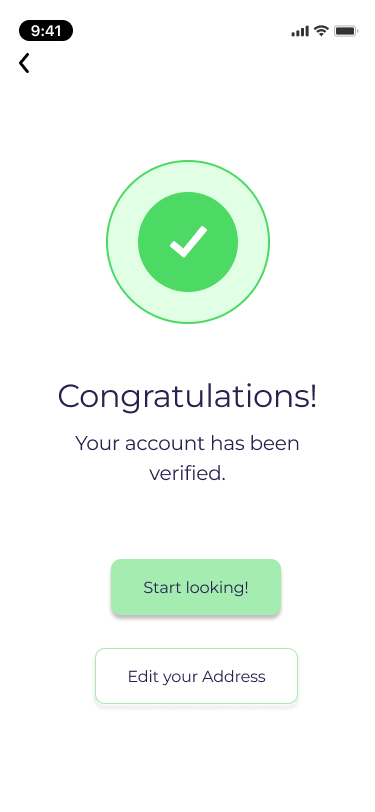 9:41
Congratulations!
Your account has been
verified.
Start looking!
Edit your Address